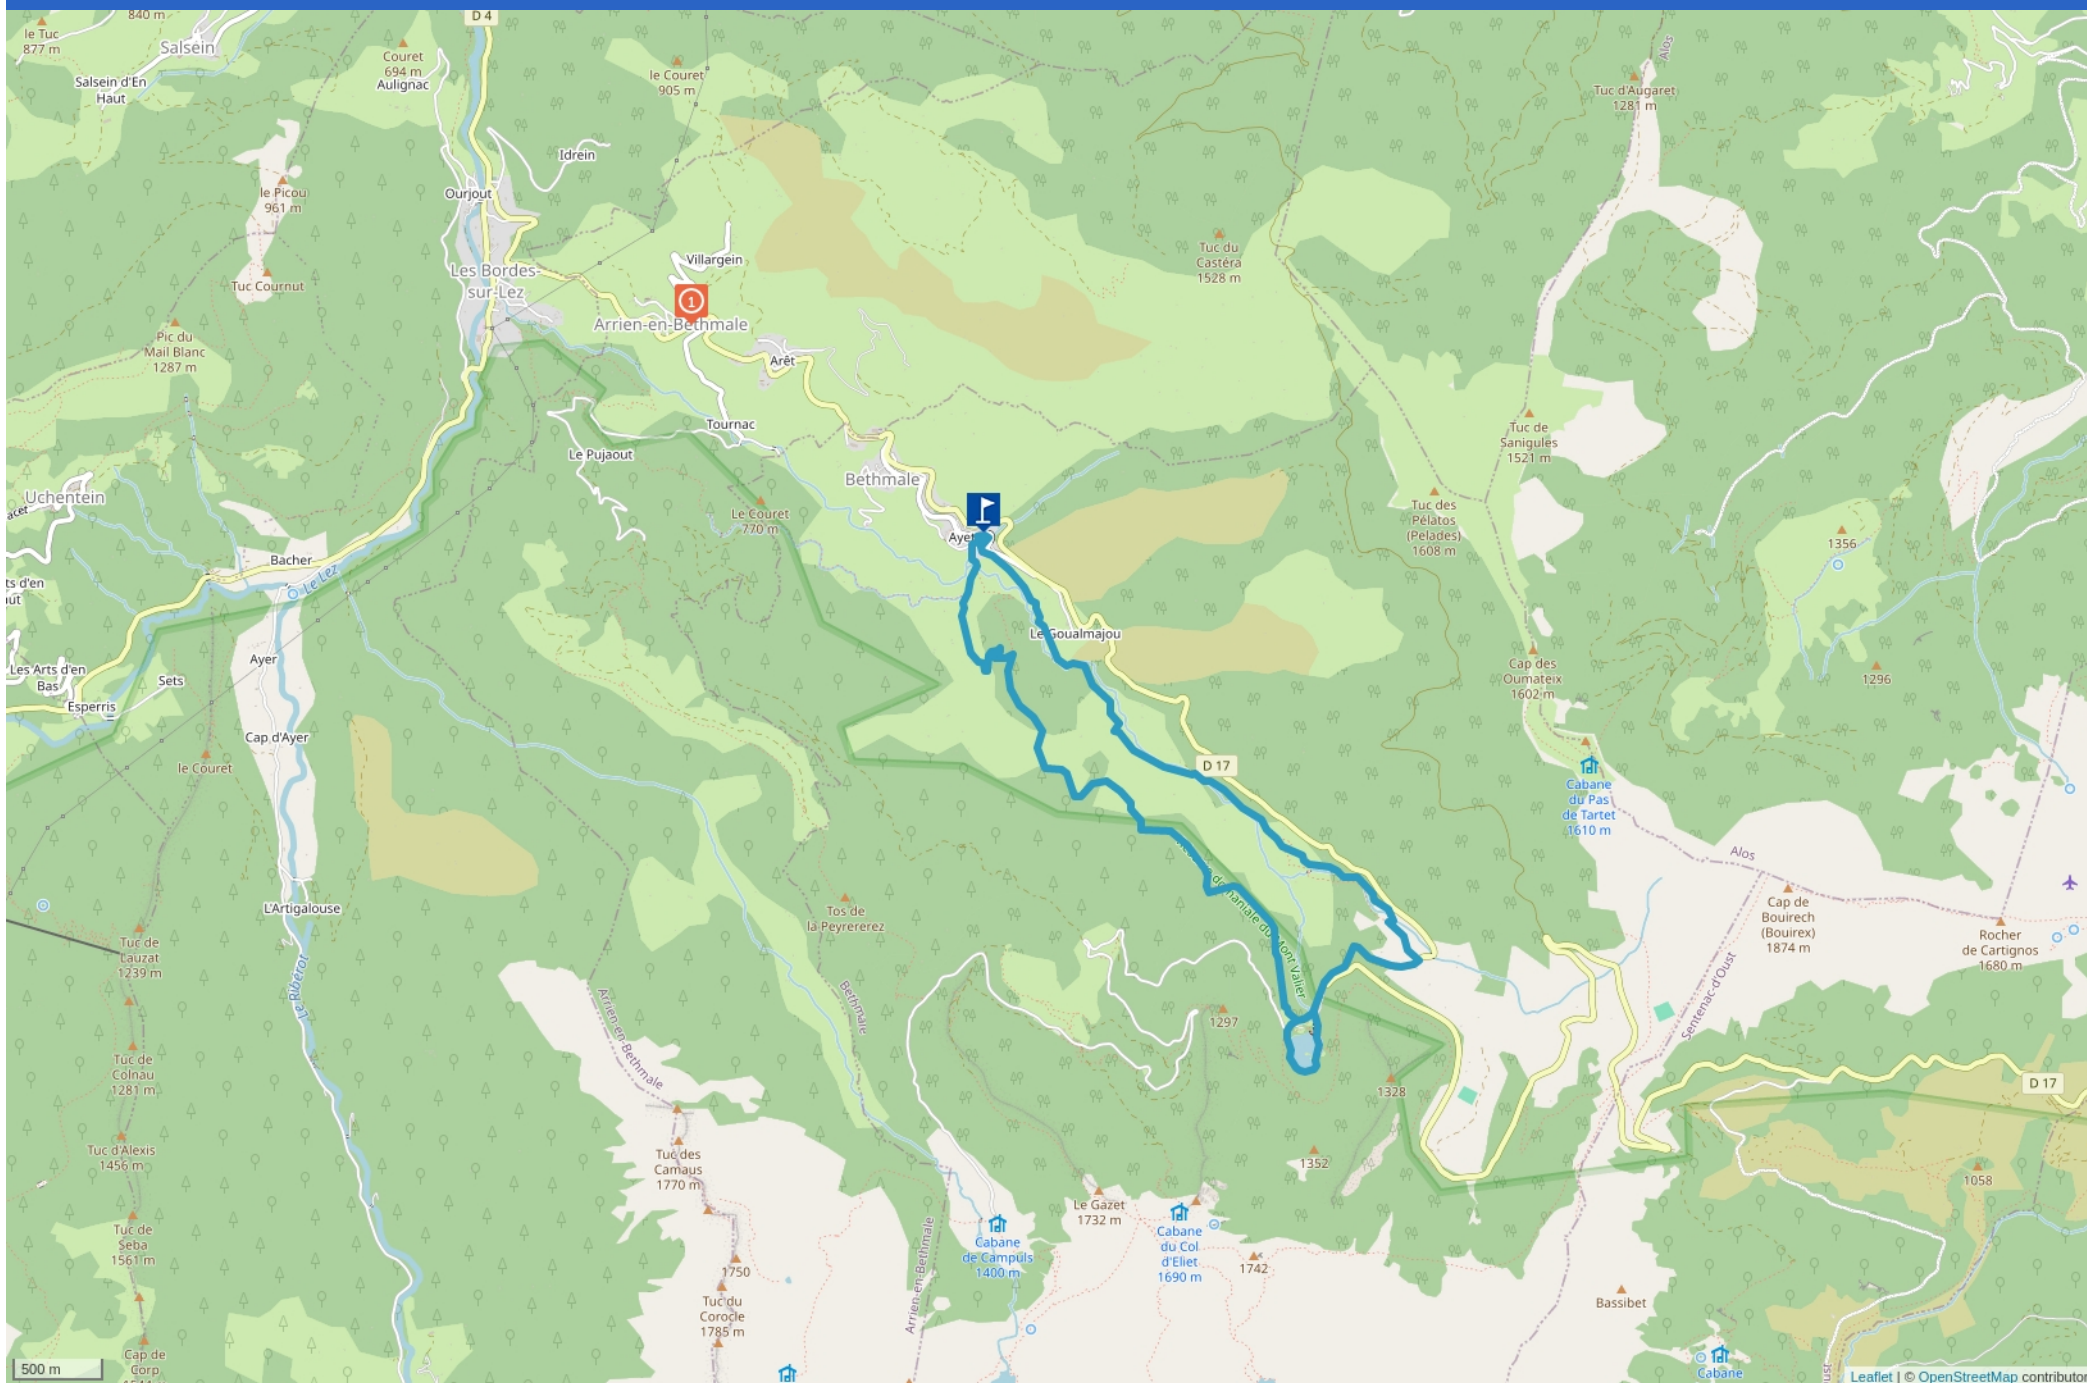 840 m
le Tuc
877 m
Salsein
Salsein d'En
Haut
D 4
Couret
694 m
Aulignac
le Couret
905 m
Alos
Tuc d'Augaret
1281 m
Idrein
le Picou
961 m
Ourjout
Tuc Cournut
Les Bordes-
sur-Lez
Villargein
1
Arrien-en-Bethmale
Tuc du
Castéra
1528 m
Pic du
Mail Blanc
1287 m
Arêt
Tournac
Le Pujaout
Tuc de
Sanigules
1521 m
Bethmale
Uchentein
Le Couret
770 m
Tuc des
Pélatos
(Pelades)
1608 m
1356
Bacher
Le Lez
Le Goualmajou
Ayer
Les Arts d'en
Bas
Sets
Esperris
Cap des
Oumateix
1602 m
1296
Cap d'Ayer
le Couret
D 17
Cabane
du Pas
de Tartet
1610 m
Alos
L'Artigalouse
Tos de
la Peyrererez
Cap de
Bouirech
(Bouirex)
1874 m
Rocher
de Cartignos
1680 m
Tuc de
Lauzat
1239 m
Le Ribérot
Arrien-en-Bethmale
Bethmale
Sentenac-d'Oust
1297
Tuc de
Colnau
1281 m
1328
D 17
Tuc d'Alexis
1456 m
Tuc des
Camaus
1770 m
1352
1058
Le Gazet
1732 m
Cabane
du Col
d'Eliet
1690 m
Cabane
de Campuls
1400 m
Tuc de
Seba
1561 m
Arrien-en-Bethmale
1742
1750
Tuc du
Corocle
1785 m
Bassibet
Cap de
Corp
Cabane
500 m
Leaflet | © OpenStreetMap contributor